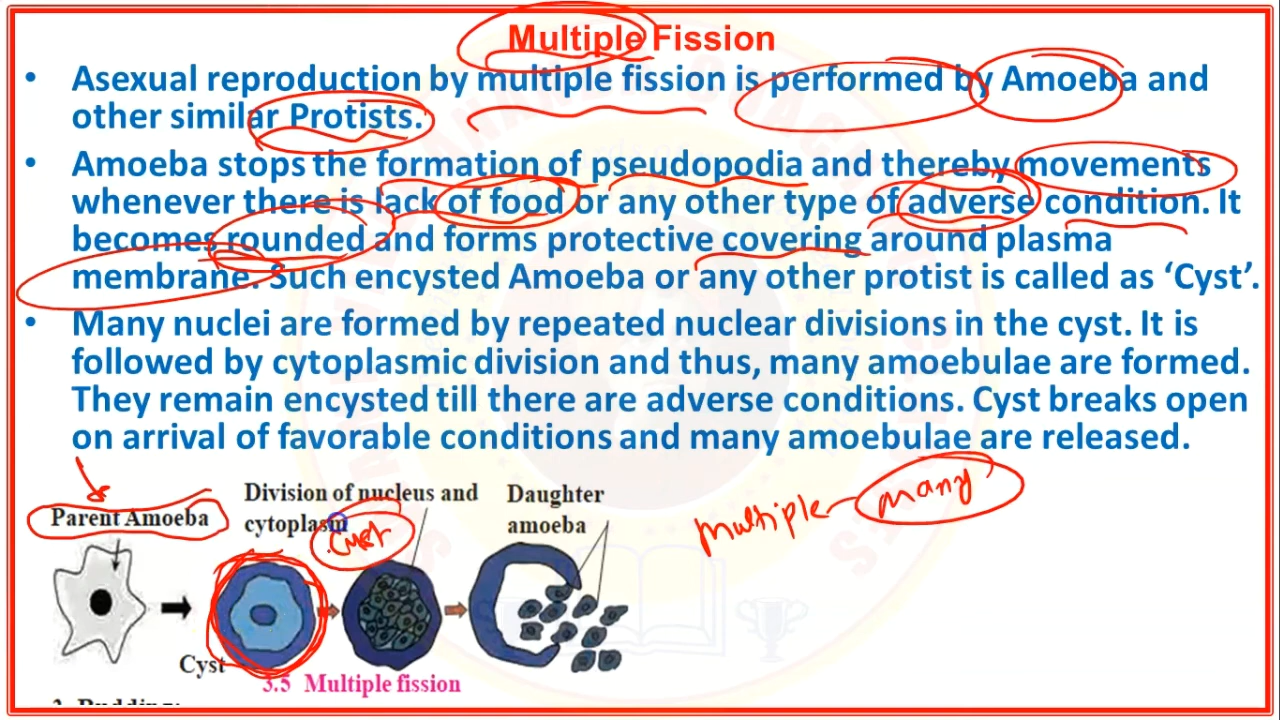 Multiple Fission
• Asexual reproduction by multiple fission is performed by Amoeba and
other similar Protists.
• Amoeba stops the formation of pseudopodia and thereby movements
whenever there is lack of food or any other type of adverse condition. It
becomes rounded and forms protective covering around plasma
membrane. Such encysted Amoeba or any other protist is called as ‘Cyst’.
• Many nuclei are formed by repeated nuclear divisions in the cyst. It is
followed by cytoplasmic division and thus, many amoebulae are formed.
They remain encysted till there are adverse conditions. Cyst breaks open
on arrival of favorable conditions and many amoebulae are released.
Parent Amoeba
Division of nucleus and
cytoplasm
Cyst
Daughter
amoeba
Multiple - many
Cyst
3.5 Multiple fission